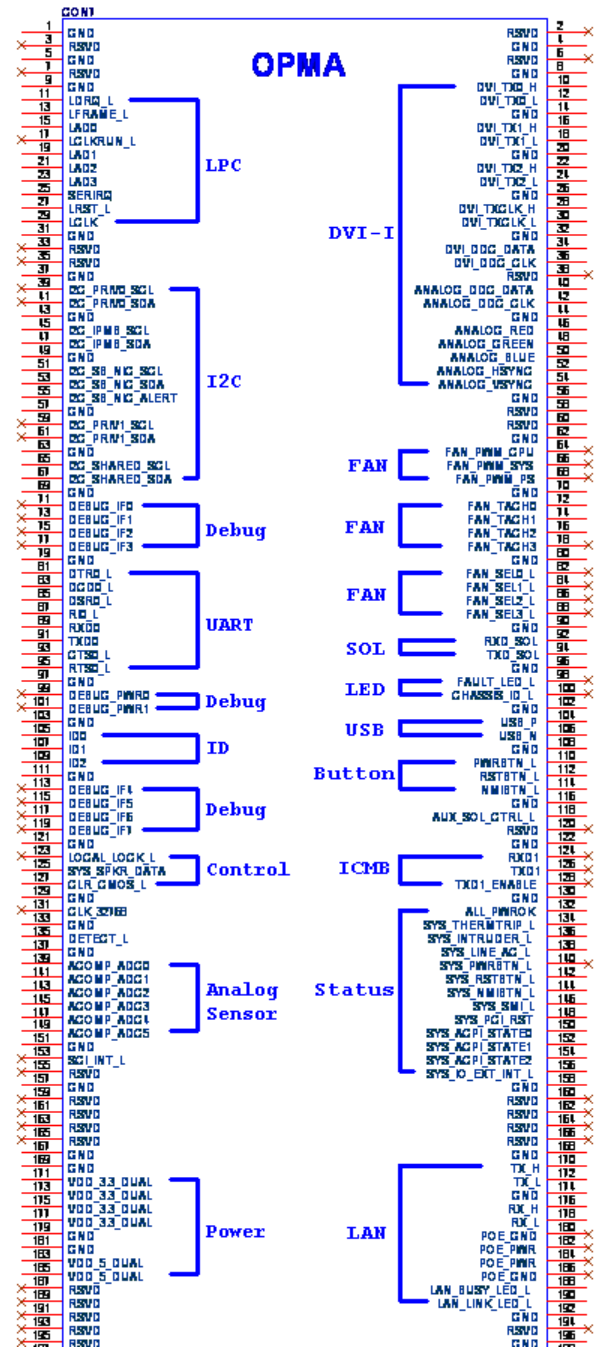 CON1
OPMA
1 GND
3 RSVD
5 GND
7 RSVD
9 GND
11 LDRQ_L
13 LFRAME_L
15 LAD0
17 LCLKRUN_L
19 LAD1
21 LAD2
23 LAD3
25 SERIRQ
27 LRST_L
29 LCLK
31 GND
33 RSVD
35 RSVD
37 GND
39 I2C_PRIV0_SCL
41 I2C_PRIV0_SDA
43 GND
45 I2C_IPMB_SCL
47 I2C_IPMB_SDA
49 GND
51 I2C_SB_NIC_SCL
53 I2C_SB_NIC_SDA
55 I2C_SB_NIC_ALERT
57 GND
59 I2C_PRIV1_SCL
61 I2C_PRIV1_SDA
63 GND
65 I2C_SHARED_SCL
67 I2C_SHARED_SDA
69 GND
71 DEBUG_IF0
73 DEBUG_IF1
75 DEBUG_IF2
77 DEBUG_IF3
79 GND
81 DTR0_L
83 DCD0_L
85 DSR0_L
87 RI0_L
89 RXD0
91 TXD0
93 CTS0_L
95 RTS0_L
97 GND
99 DEBUG_PWR0
101 DEBUG_PWR1
103 GND
105 ID0
107 ID1
109 ID2
111 GND
113 DEBUG_IF4
115 DEBUG_IF5
117 DEBUG_IF6
119 DEBUG_IF7
121 GND
123 LOCAL_LOCK_L
125 SYS_SPKR_DATA
127 CLR_CMOS_L
129 GND
131 CLK_32768
133 GND
135 DETECT_L
137 GND
139 ACOMP_ADC0
141 ACOMP_ADC1
143 ACOMP_ADC2
145 ACOMP_ADC3
147 ACOMP_ADC4
149 ACOMP_ADC5
151 GND
153 SCI_INT_L
155 RSVD
157 GND
159 RSVD
161 RSVD
163 RSVD
165 RSVD
167 GND
169 GND
171 VDD_3.3_DUAL
173 VDD_3.3_DUAL
175 VDD_3.3_DUAL
177 VDD_3.3_DUAL
179 GND
181 GND
183 VDD_5_DUAL
185 VDD_5_DUAL
187 RSVD
189 RSVD
191 RSVD
193 RSVD
195 RSVD
LPC
I2C
Debug
UART
Debug
ID
Debug
Control
Analog
Sensor
Power
DVI-I
FAN
FAN
FAN
SOL
LED
USB
Button
ICMB
Status
LAN
RSVD 2
GND 4
RSVD 6
GND 8
DVI_TX0_H 10
DVI_TX0_L 12
GND 14
DVI_TX1_H 16
DVI_TX1_L 18
GND 20
DVI_TX2_H 22
DVI_TX2_L 24
GND 26
DVI_TXCLK_H 28
DVI_TXCLK_L 30
GND 32
DVI_DDC_DATA 34
DVI_DDC_CLK 36
RSVD 38
ANALOG_DDC_DATA 40
ANALOG_DDC_CLK 42
GND 44
ANALOG_RED 46
ANALOG_GREEN 48
ANALOG_BLUE 50
ANALOG_HSYNC 52
ANALOG_VSYNC 54
GND 56
RSVD 58
RSVD 60
GND 62
FAN_PWM_CPU 64
FAN_PWM_SYS 66
FAN_PWM_PS 68
GND 70
FAN_TACH0 72
FAN_TACH1 74
FAN_TACH2 76
FAN_TACH3 78
GND 80
FAN_SEL0_L 82
FAN_SEL1_L 84
FAN_SEL2_L 86
FAN_SEL3_L 88
GND 90
RXD_SOL 92
TXD_SOL 94
GND 96
FAULT_LED_L 98
CHASSIS_ID_L 100
GND 102
USB_P 104
USB_N 106
GND 108
PWRBTN_L 110
RSTBTN_L 112
NMIBTN_L 114
GND 116
AUX_SOL_CTRL_L 118
RSVD 120
GND 122
RXD1 124
TXD1 126
TXD1_ENABLE 128
GND 130
ALL_PWROK 132
SYS_THERMTRIP_L 134
SYS_INTRUDER_L 136
SYS_LINE_AC_L 138
SYS_PWRBTN_L 140
SYS_RSTBTN_L 142
SYS_NMIBTN_L 144
SYS_SMI_L 146
SYS_PCI_RST 148
SYS_ACPI_STATE0 150
SYS_ACPI_STATE1 152
SYS_ACPI_STATE2 154
SYS_IO_EXT_INT_L 156
GND 158
RSVD 160
RSVD 162
RSVD 164
RSVD 166
GND 168
TX_H 170
TX_L 172
GND 174
RX_H 176
RX_L 178
POE_GND 180
POE_PWR 182
POE_PWR 184
POE_GND 186
LAN_BUSY_LED_L 188
LAN_LINK_LED_L 190
GND 192
RSVD 194
GND 196